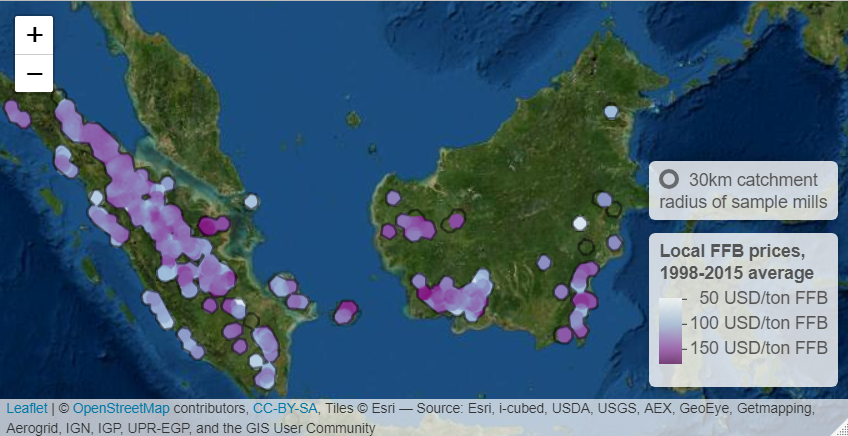 +
−
30km catchment
radius of sample mills
Local FFB prices,
1998-2015 average
50 USD/ton FFB
100 USD/ton FFB
150 USD/ton FFB
Leaflet | © OpenStreetMap contributors, CC-BY-SA, Tiles © Esri — Source: Esri, i-cubed, USDA, USGS, AEX, GeoEye, Getmapping,
Aerogrid, IGN, IGP, UPR-EGP, and the GIS User Community